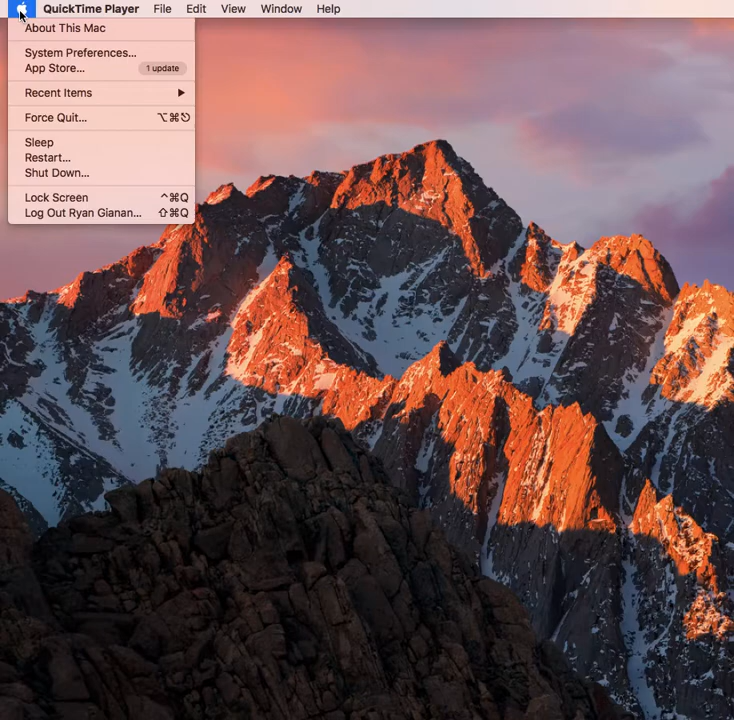 QuickTime Player File Edit View Window Help
About This Mac
System Preferences...
App Store... 1 update
Recent Items ▶
Force Quit... ⌥⌘⎋
Sleep
Restart...
Shut Down...
Lock Screen ^⌘Q
Log Out Ryan Gianan... ⇧⌘Q